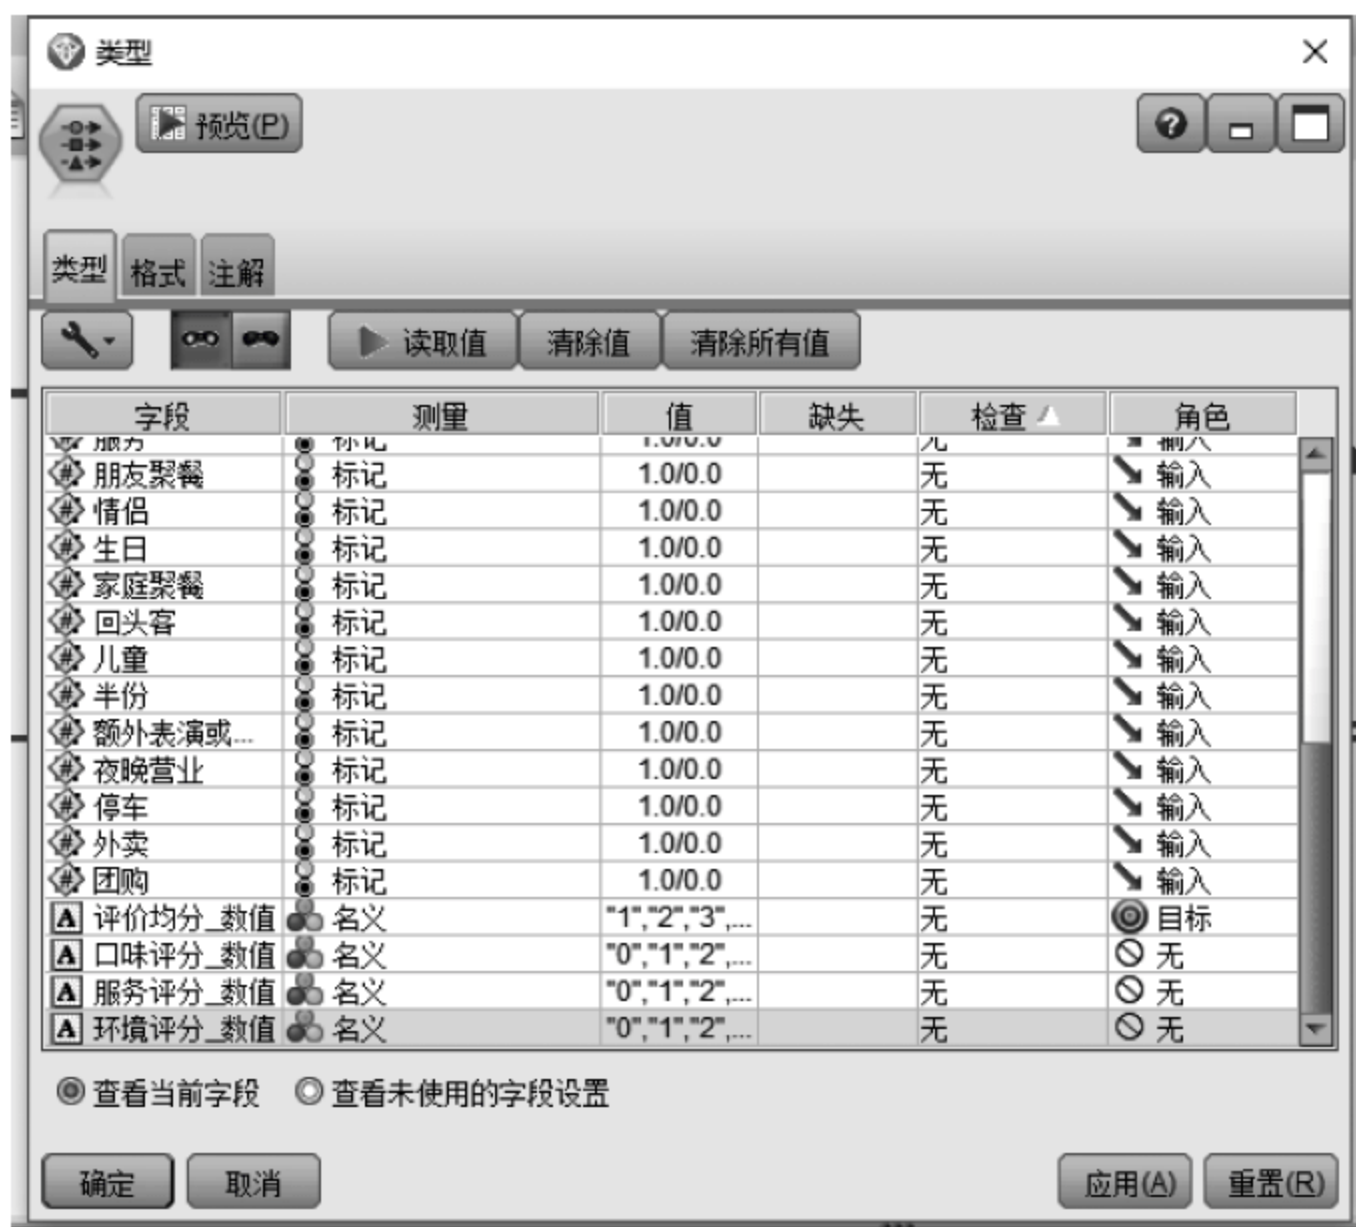 类型
预览(P)
类型 格式 注解
读取值 清除值 清除所有值
字段 测量 值 缺失 检查 角色
服务 标记 1.0/0.0 无 输入
朋友聚餐 标记 1.0/0.0 无 输入
情侣 标记 1.0/0.0 无 输入
生日 标记 1.0/0.0 无 输入
家庭聚餐 标记 1.0/0.0 无 输入
回头客 标记 1.0/0.0 无 输入
儿童 标记 1.0/0.0 无 输入
半份 标记 1.0/0.0 无 输入
额外表演或... 标记 1.0/0.0 无 输入
夜晚营业 标记 1.0/0.0 无 输入
停车 标记 1.0/0.0 无 输入
外卖 标记 1.0/0.0 无 输入
团购 标记 1.0/0.0 无 输入
A 评价均分_数值 名义 "1","2","3",... 无 目标
A 口味评分_数值 名义 "0","1","2",... 无 无
A 服务评分_数值 名义 "0","1","2",... 无 无
A 环境评分_数值 名义 "0","1","2",... 无 无
查看当前字段 查看未使用的字段设置
确定 取消 应用(A) 重置(R)